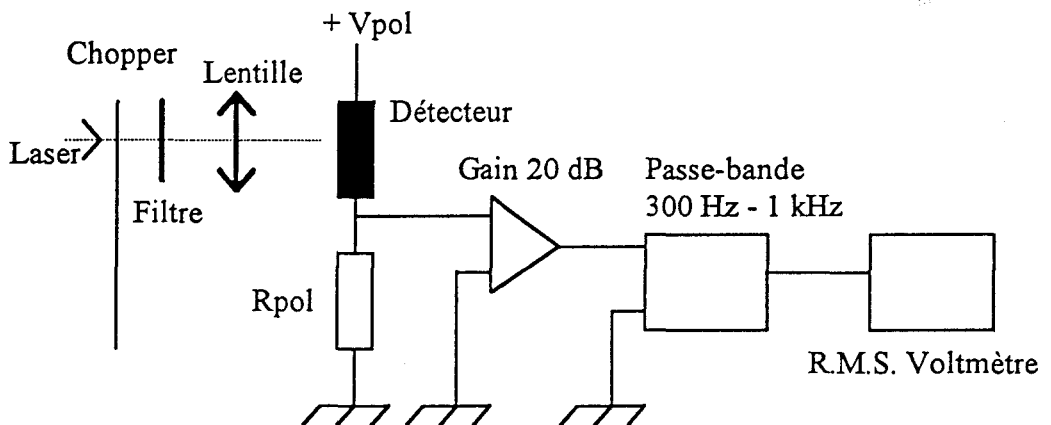 + Vpol
Chopper
Lentille
Détecteur
Laser
Filtre
Gain 20 dB
Passe-bande
300 Hz - 1 kHz
Rpol
R.M.S. Voltmètre